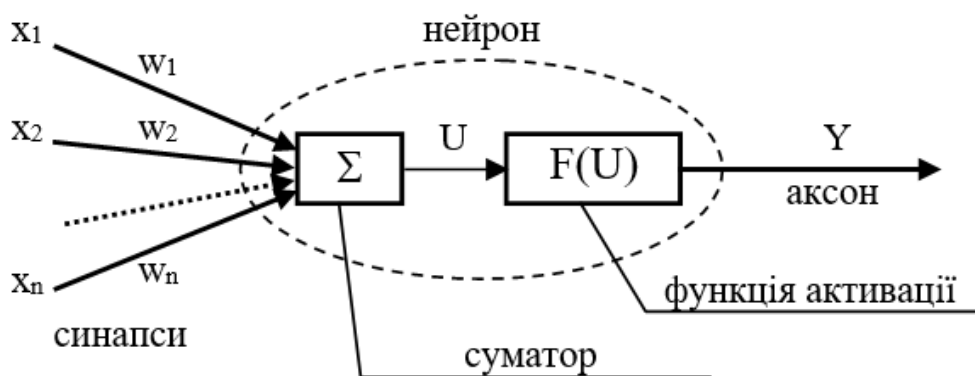 нейрон
x₁
w₁
x₂
w₂
Σ
U
F(U)
Y
аксон
xₙ
wₙ
синапси
функція активації
суматор